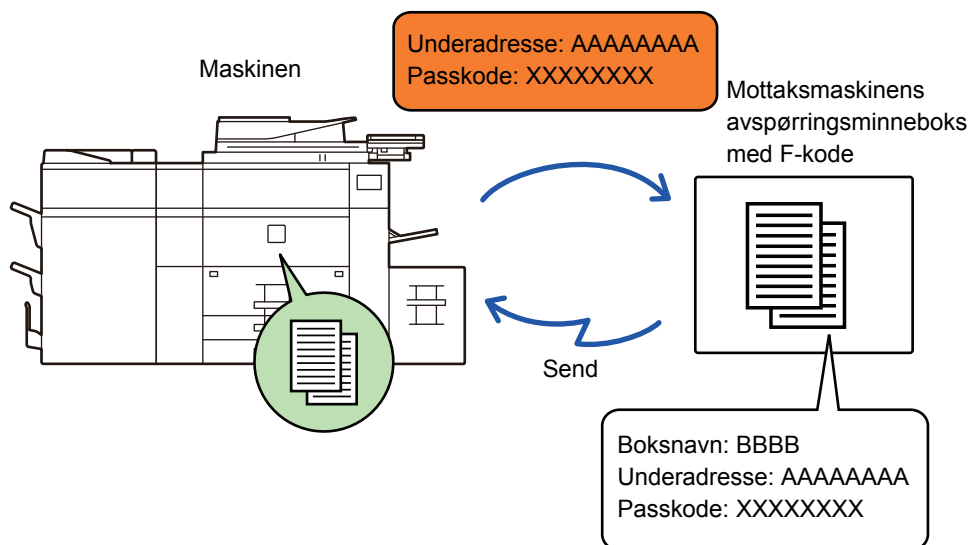 Underadresse: AAAAAAAA
Passkode: XXXXXXXX
Maskinen
Mottaksmaskinens
avspørringsminneboks
med F-kode
Send
Boksnavn: BBBB
Underadresse: AAAAAAAA
Passkode: XXXXXXXX